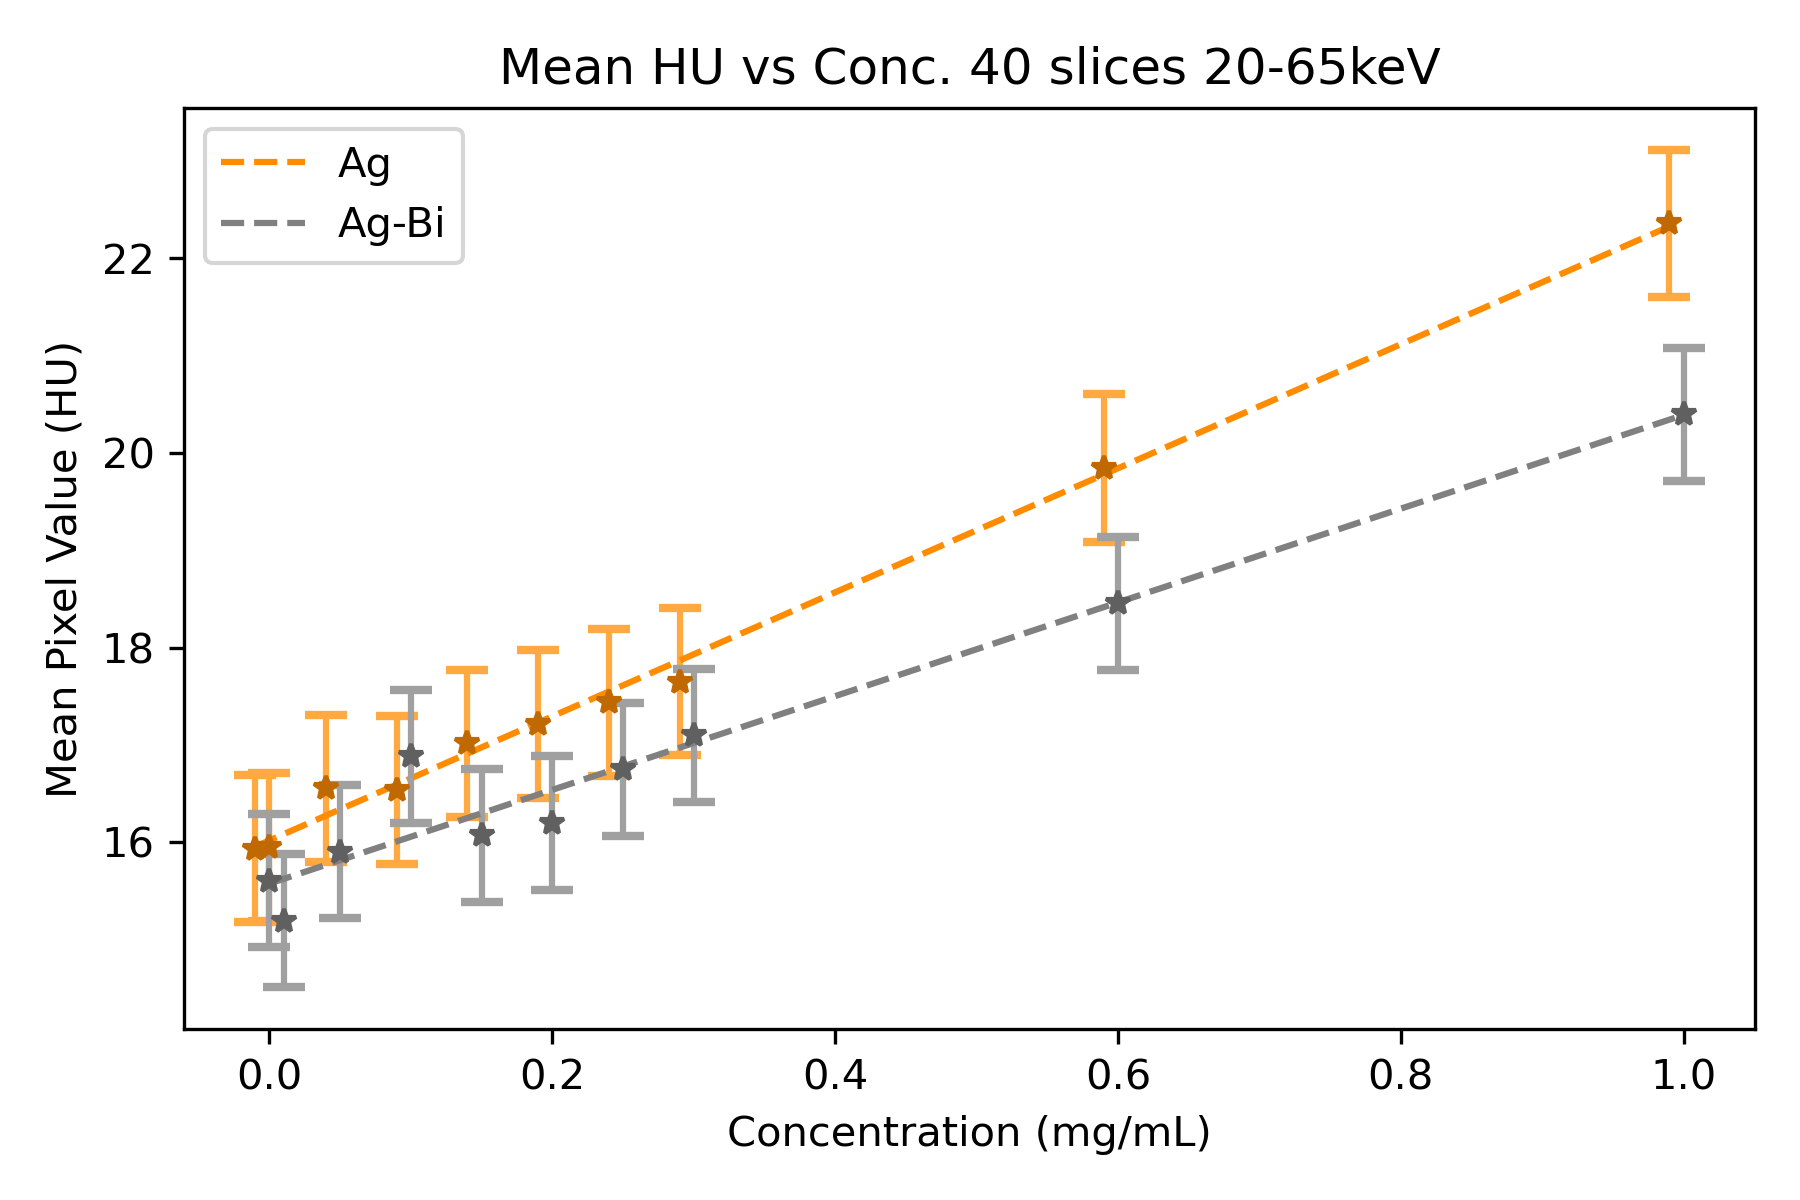 Mean HU vs Conc. 40 slices 20-65keV
Ag
Ag-Bi
Mean Pixel Value (HU)
22
20
18
16
0.0 0.2 0.4 0.6 0.8 1.0
Concentration (mg/mL)